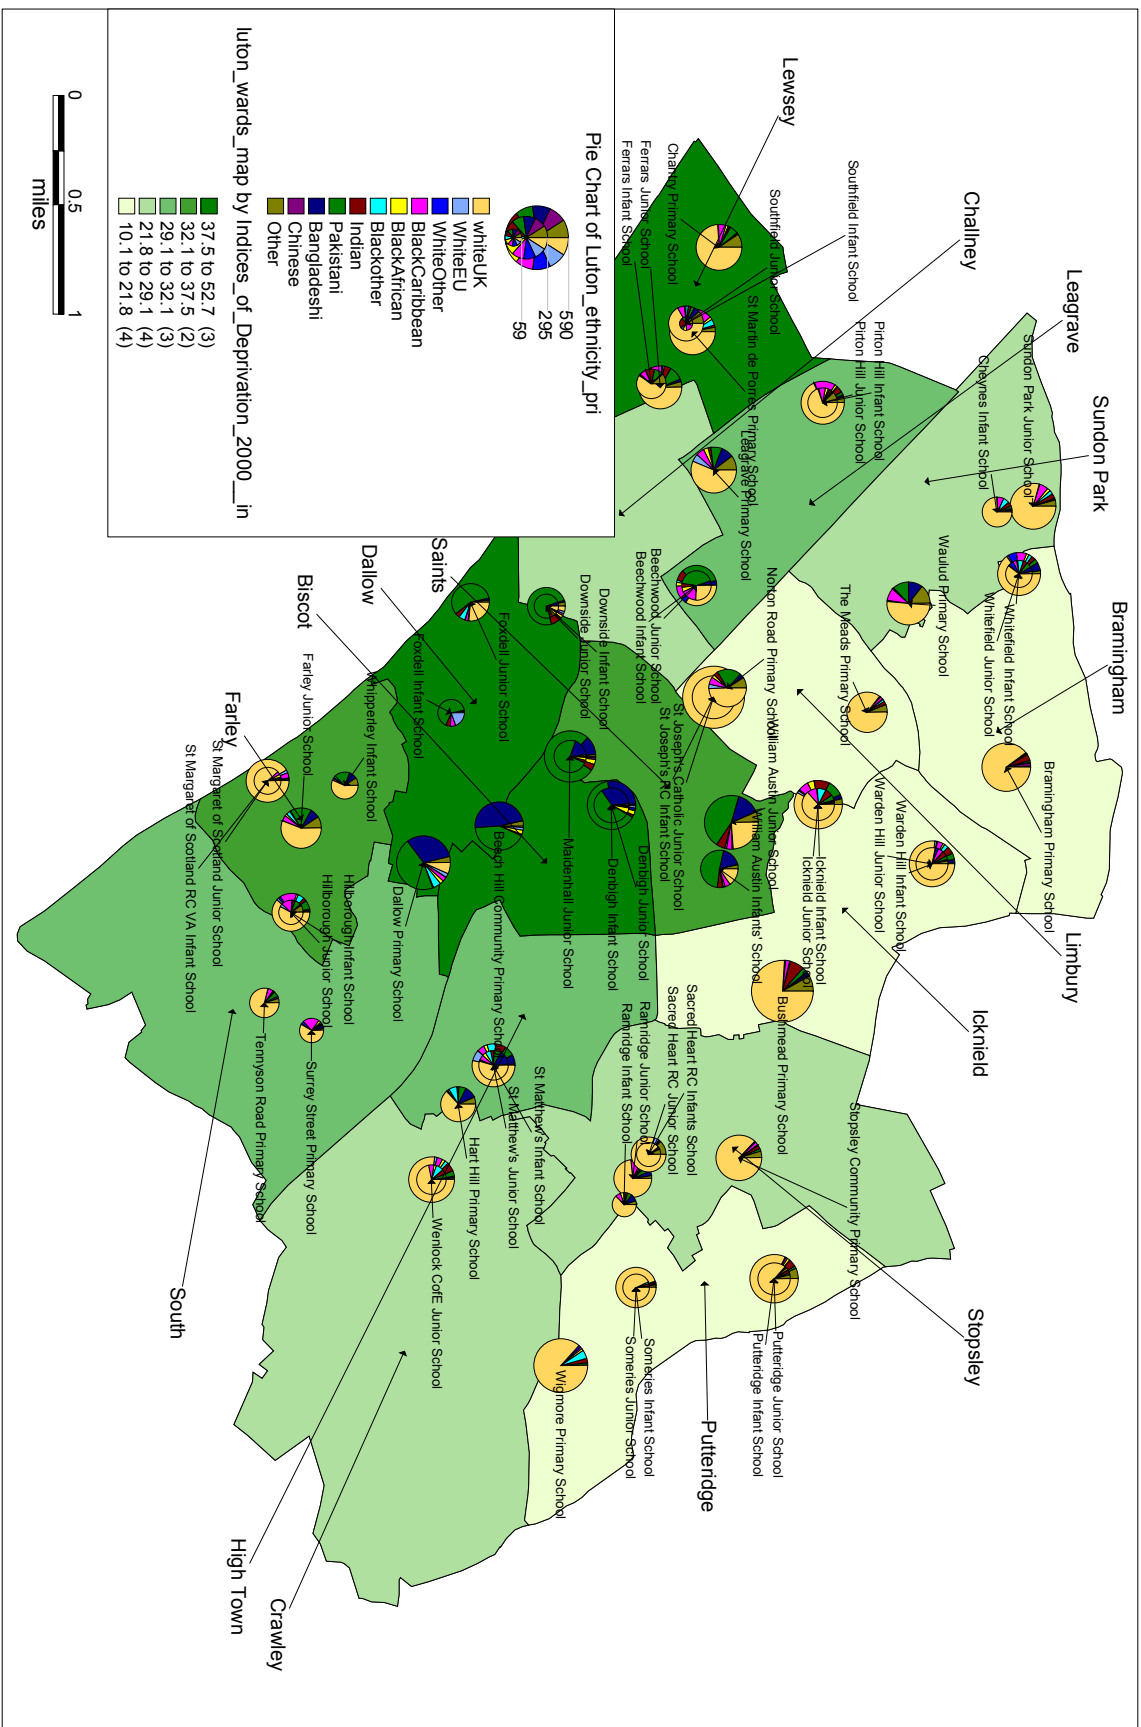 Bramingham
Sundon Park
Leagrave
Challney
Lewsey
Limbury
Icknield
Stopsley
Putteridge
Saints
Dallow
Biscot
Farley
South
High Town
Crawley
Sundon Park Junior School
Cheynes Infant School
Whitefield Infant School
Whitefield Junior School
Bramingham Primary School
Waulud Primary School
The Meads Primary School
Pirton Hill Infant School
Pirton Hill Junior School
Southfield Infant School
Southfield Junior School
St Martin de Porres Primary School
Chantry Primary School
Ferrars Junior School
Ferrars Infant School
Leagrave Primary School
Warden Hill Infant School
Warden Hill Junior School
Icknield Infant School
Icknield Junior School
Norton Road Primary School
William Austin Junior School
William Austin Infants' School
Beechwood Junior School
Beechwood Infant School
St Joseph's Catholic Junior School
St Joseph's RC Infant School
Downside Infant School
Downside Junior School
Foxdell Junior School
Foxdell Infant School
Bushmead Primary School
Stopsley Community Primary School
Sacred Heart RC Infants School
Sacred Heart RC Junior School
Ramridge Junior School
Ramridge Infant School
Denbigh Junior School
Denbigh Infant School
Maidenhall Junior School
Beech Hill Community Primary School
Dallow Primary School
Whipperley Infant School
Farley Junior School
St Margaret of Scotland Junior School
St Margaret of Scotland RC VA Infant School
Hillborough Infant School
Hillborough Junior School
Tennyson Road Primary School
Surrey Street Primary School
St Matthew's Infant School
St Matthew's Junior School
Hart Hill Primary School
Wenlock CofE Junior School
Putteridge Junior School
Putteridge Infant School
Someries Infant School
Someries Junior School
Wigmore Primary School
Pie Chart of Luton_ethnicity_pri
590
295
59
whiteUK
WhiteEU
WhiteOther
BlackCaribbean
BlackAfrican
Blackother
Indian
Pakistani
Bangladeshi
Chinese
Other
luton_wards_map by Indices_of_Deprivation_2000__in
37.5 to 52.7 (3)
32.1 to 37.5 (2)
29.1 to 32.1 (3)
21.8 to 29.1 (4)
10.1 to 21.8 (4)
0 0.5 1
miles